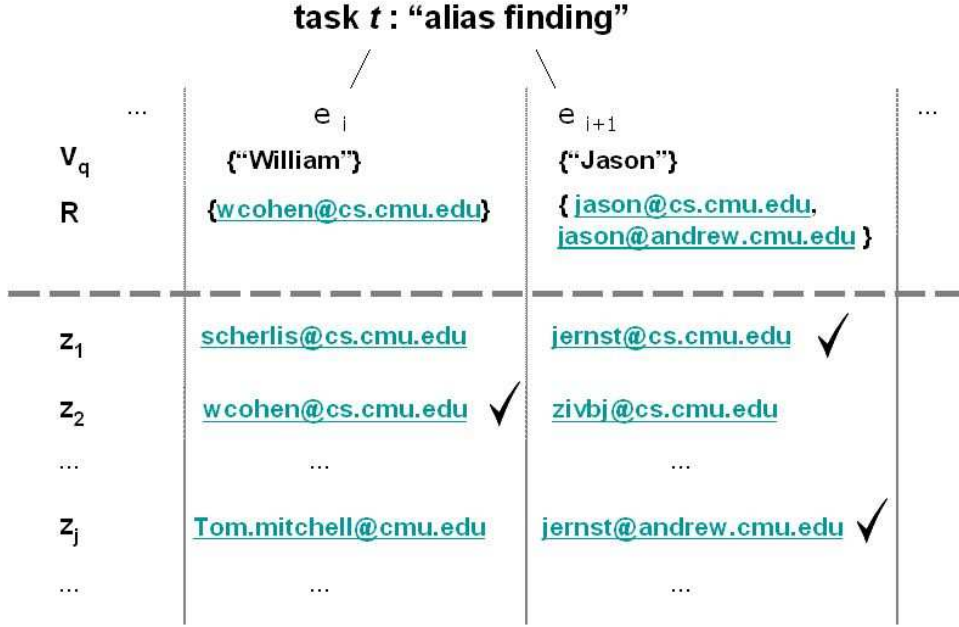 task t : “alias finding”
... e i e i+1 ...
Vq {“William”} {“Jason”}
R {wcohen@cs.cmu.edu} { jason@cs.cmu.edu,
jason@andrew.cmu.edu }
z1 scherlis@cs.cmu.edu jernst@cs.cmu.edu ✓
z2 wcohen@cs.cmu.edu ✓ zivbj@cs.cmu.edu
... ... ...
zj Tom.mitchell@cmu.edu jernst@andrew.cmu.edu ✓
... ... ...